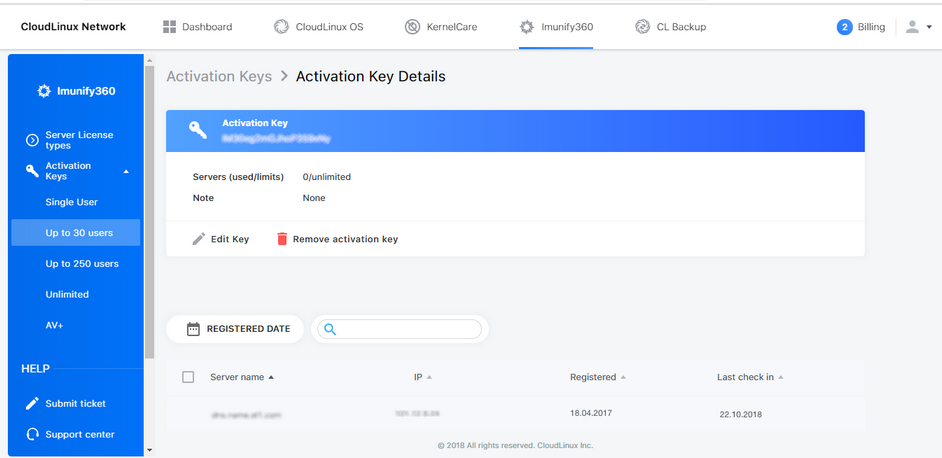 CloudLinux Network
Dashboard
CloudLinux OS
KernelCare
Imunify360
CL Backup
2 Billing
Imunify360
Server License
types
Activation
Keys
Single User
Up to 30 users
Up to 250 users
Unlimited
AV+
HELP
Submit ticket
Support center
Activation Keys > Activation Key Details
Activation Key
Servers (used/limits) 0/unlimited
Note None
Edit Key Remove activation key
REGISTERED DATE
Server name IP Registered Last check in
18.04.2017 22.10.2018
© 2018 All rights reserved. CloudLinux Inc.